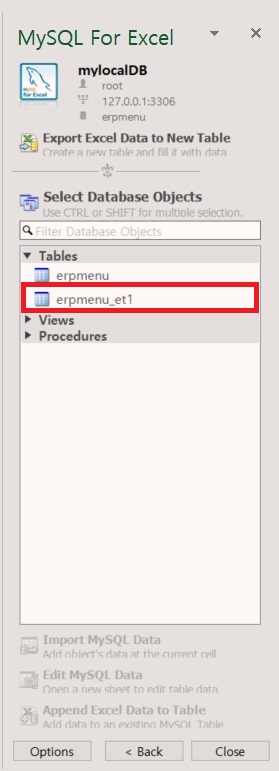 MySQL For Excel
MySQL
For Excel
mylocalDB
root
127.0.0.1:3306
erpmenu
Export Excel Data to New Table
Create a new table and fill it with data
Select Database Objects
Use CTRL or SHIFT for multiple selection.
Filter Database Objects
Tables
erpmenu
erpmenu_et1
Views
Procedures
Import MySQL Data
Add object's data at the current cell
Edit MySQL Data
Open a new sheet to edit table data
Append Excel Data to Table
Add data to an existing MySQL Table
Options
< Back
Close